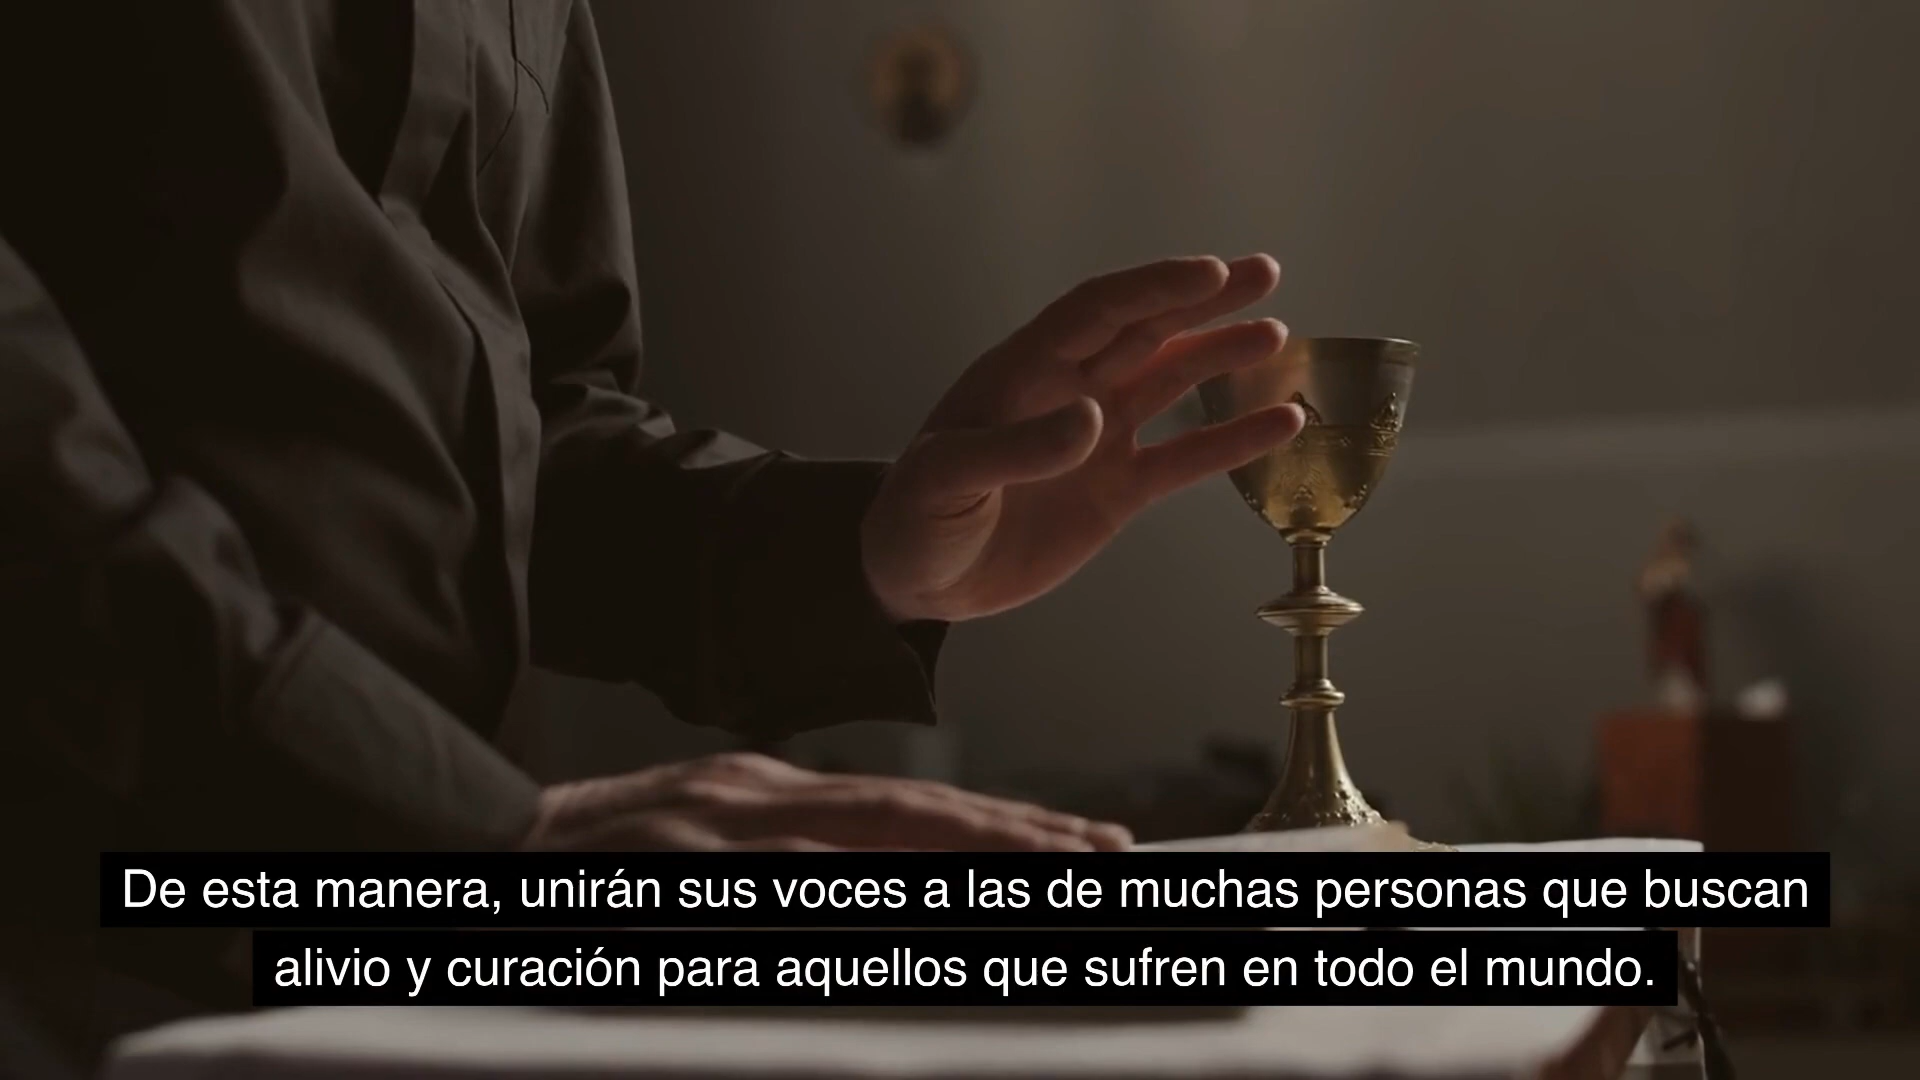 De esta manera, unirán sus voces a las de muchas personas que buscan
alivio y curación para aquellos que sufren en todo el mundo.